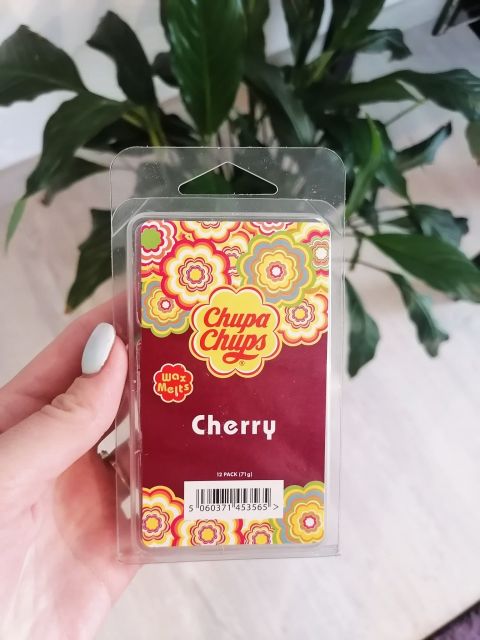 Chupa
Chups
®
Wax
Melts
Cherry
12 PACK (71g)
5 060371 453565 >